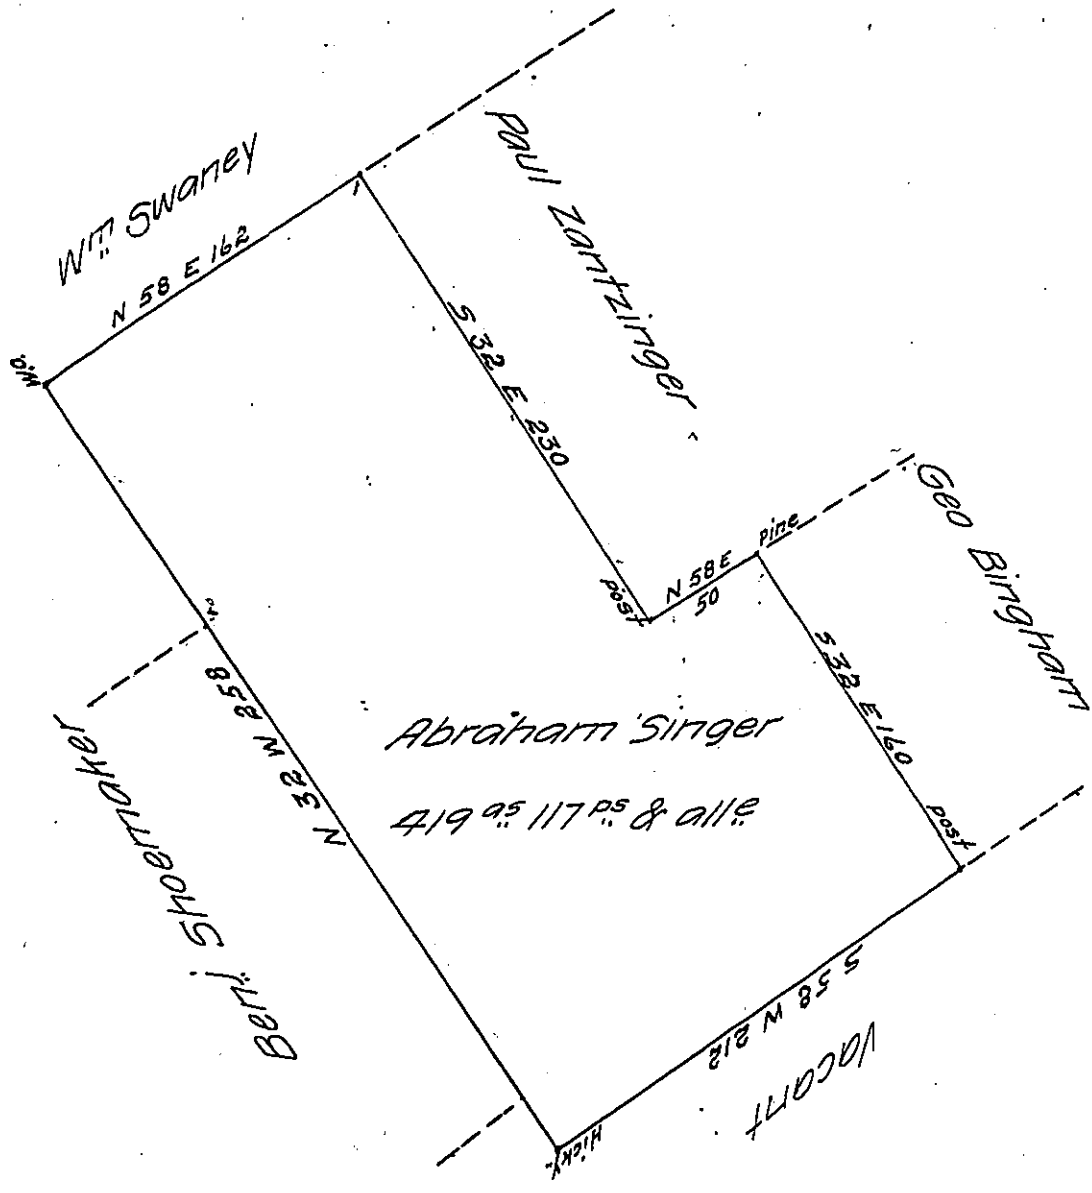 Wm Swaney
N 58 E 162
Paul Zantzinger
S 32 E 230
W.O.
Geo Bingham
pine
N 58 E
50
post
S 32 E 160
post
Abraham Singer
419 as 117 ps & alle
N 32 W 258
Benj. Shoemaker
S 58 W 212
Vacant
Hicky.